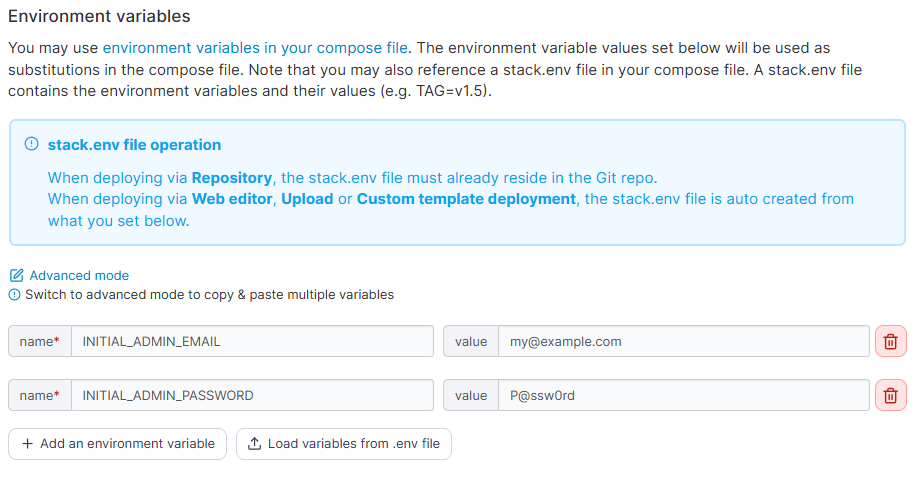 Environment variables
You may use environment variables in your compose file. The environment variable values set below will be used as
substitutions in the compose file. Note that you may also reference a stack.env file in your compose file. A stack.env file
contains the environment variables and their values (e.g. TAG=v1.5).
stack.env file operation
When deploying via Repository, the stack.env file must already reside in the Git repo.
When deploying via Web editor, Upload or Custom template deployment, the stack.env file is auto created from
what you set below.
Advanced mode
Switch to advanced mode to copy & paste multiple variables
name* INITIAL_ADMIN_EMAIL value my@example.com
name* INITIAL_ADMIN_PASSWORD value P@ssw0rd
+ Add an environment variable Load variables from .env file